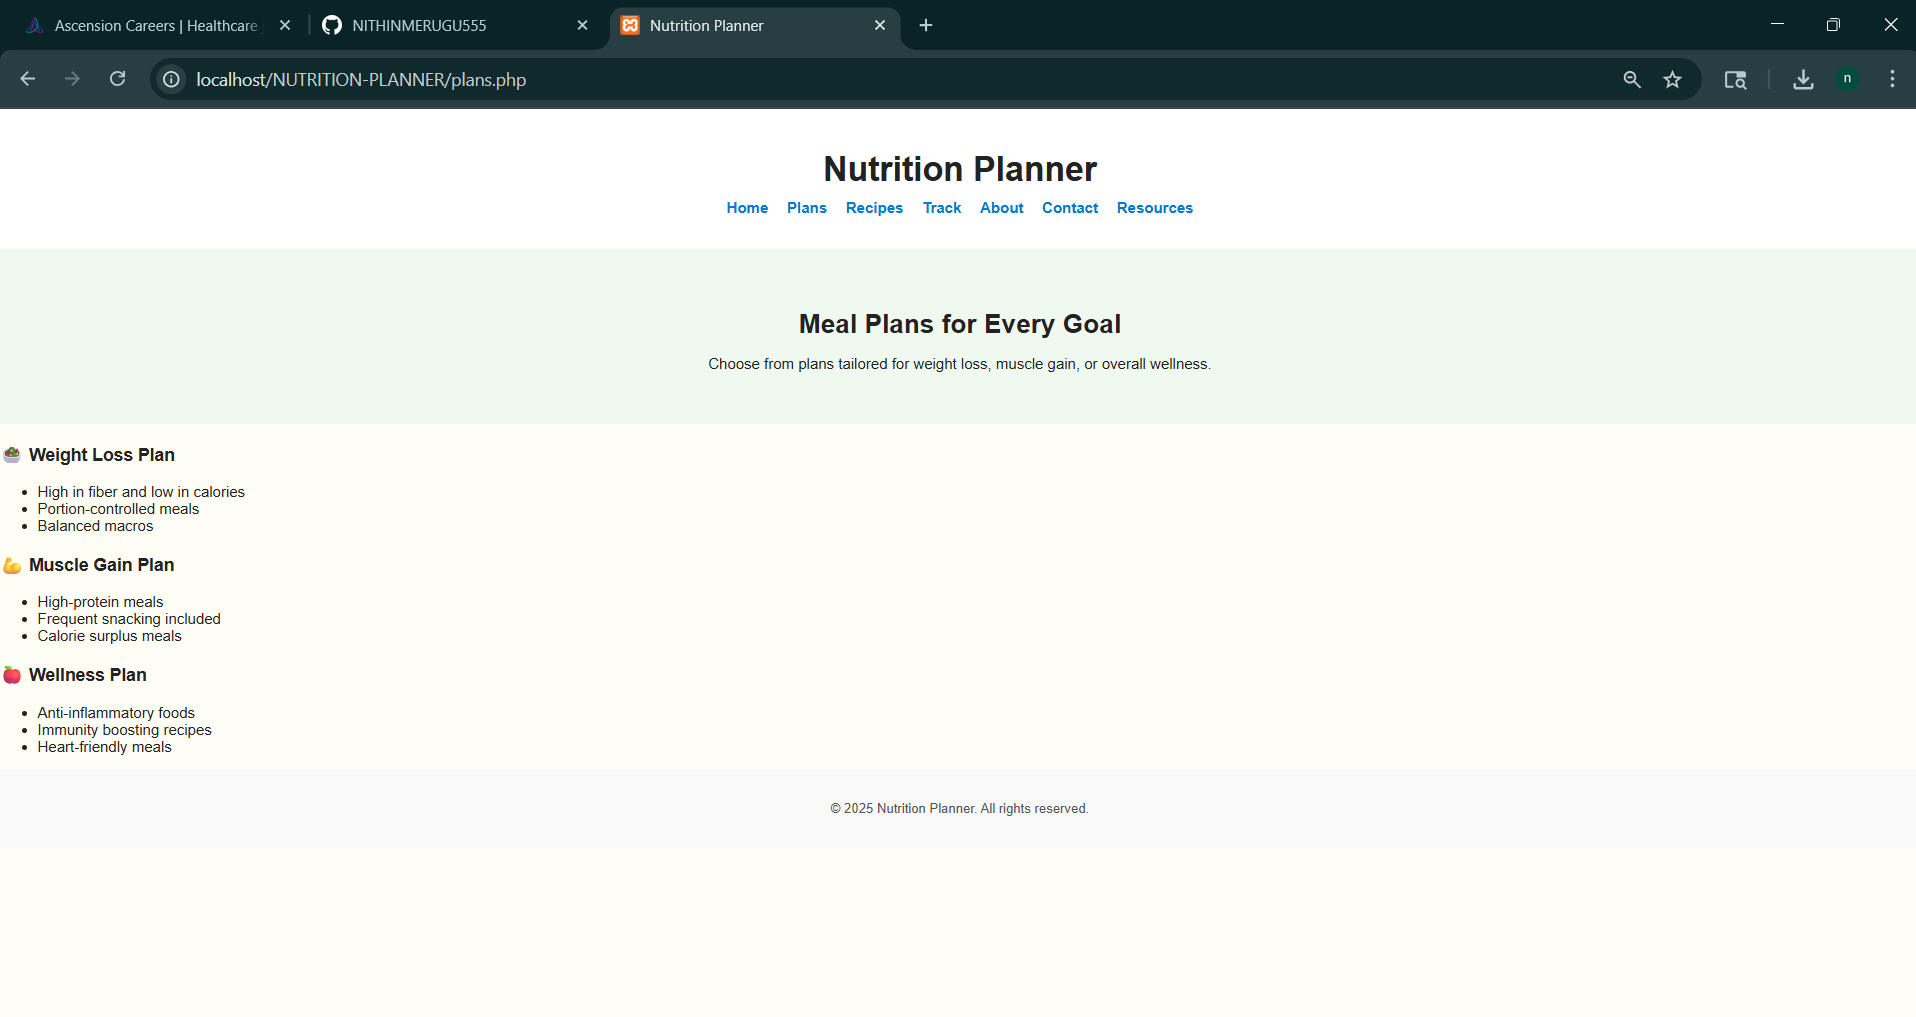 Ascension Careers | Healthcare
NITHINMERUGU555
Nutrition Planner
localhost/NUTRITION-PLANNER/plans.php
n
Nutrition Planner
Home Plans Recipes Track About Contact Resources
Meal Plans for Every Goal
Choose from plans tailored for weight loss, muscle gain, or overall wellness.
🥗 Weight Loss Plan
• High in fiber and low in calories
• Portion-controlled meals
• Balanced macros
💪 Muscle Gain Plan
• High-protein meals
• Frequent snacking included
• Calorie surplus meals
🍎 Wellness Plan
• Anti-inflammatory foods
• Immunity boosting recipes
• Heart-friendly meals
© 2025 Nutrition Planner. All rights reserved.